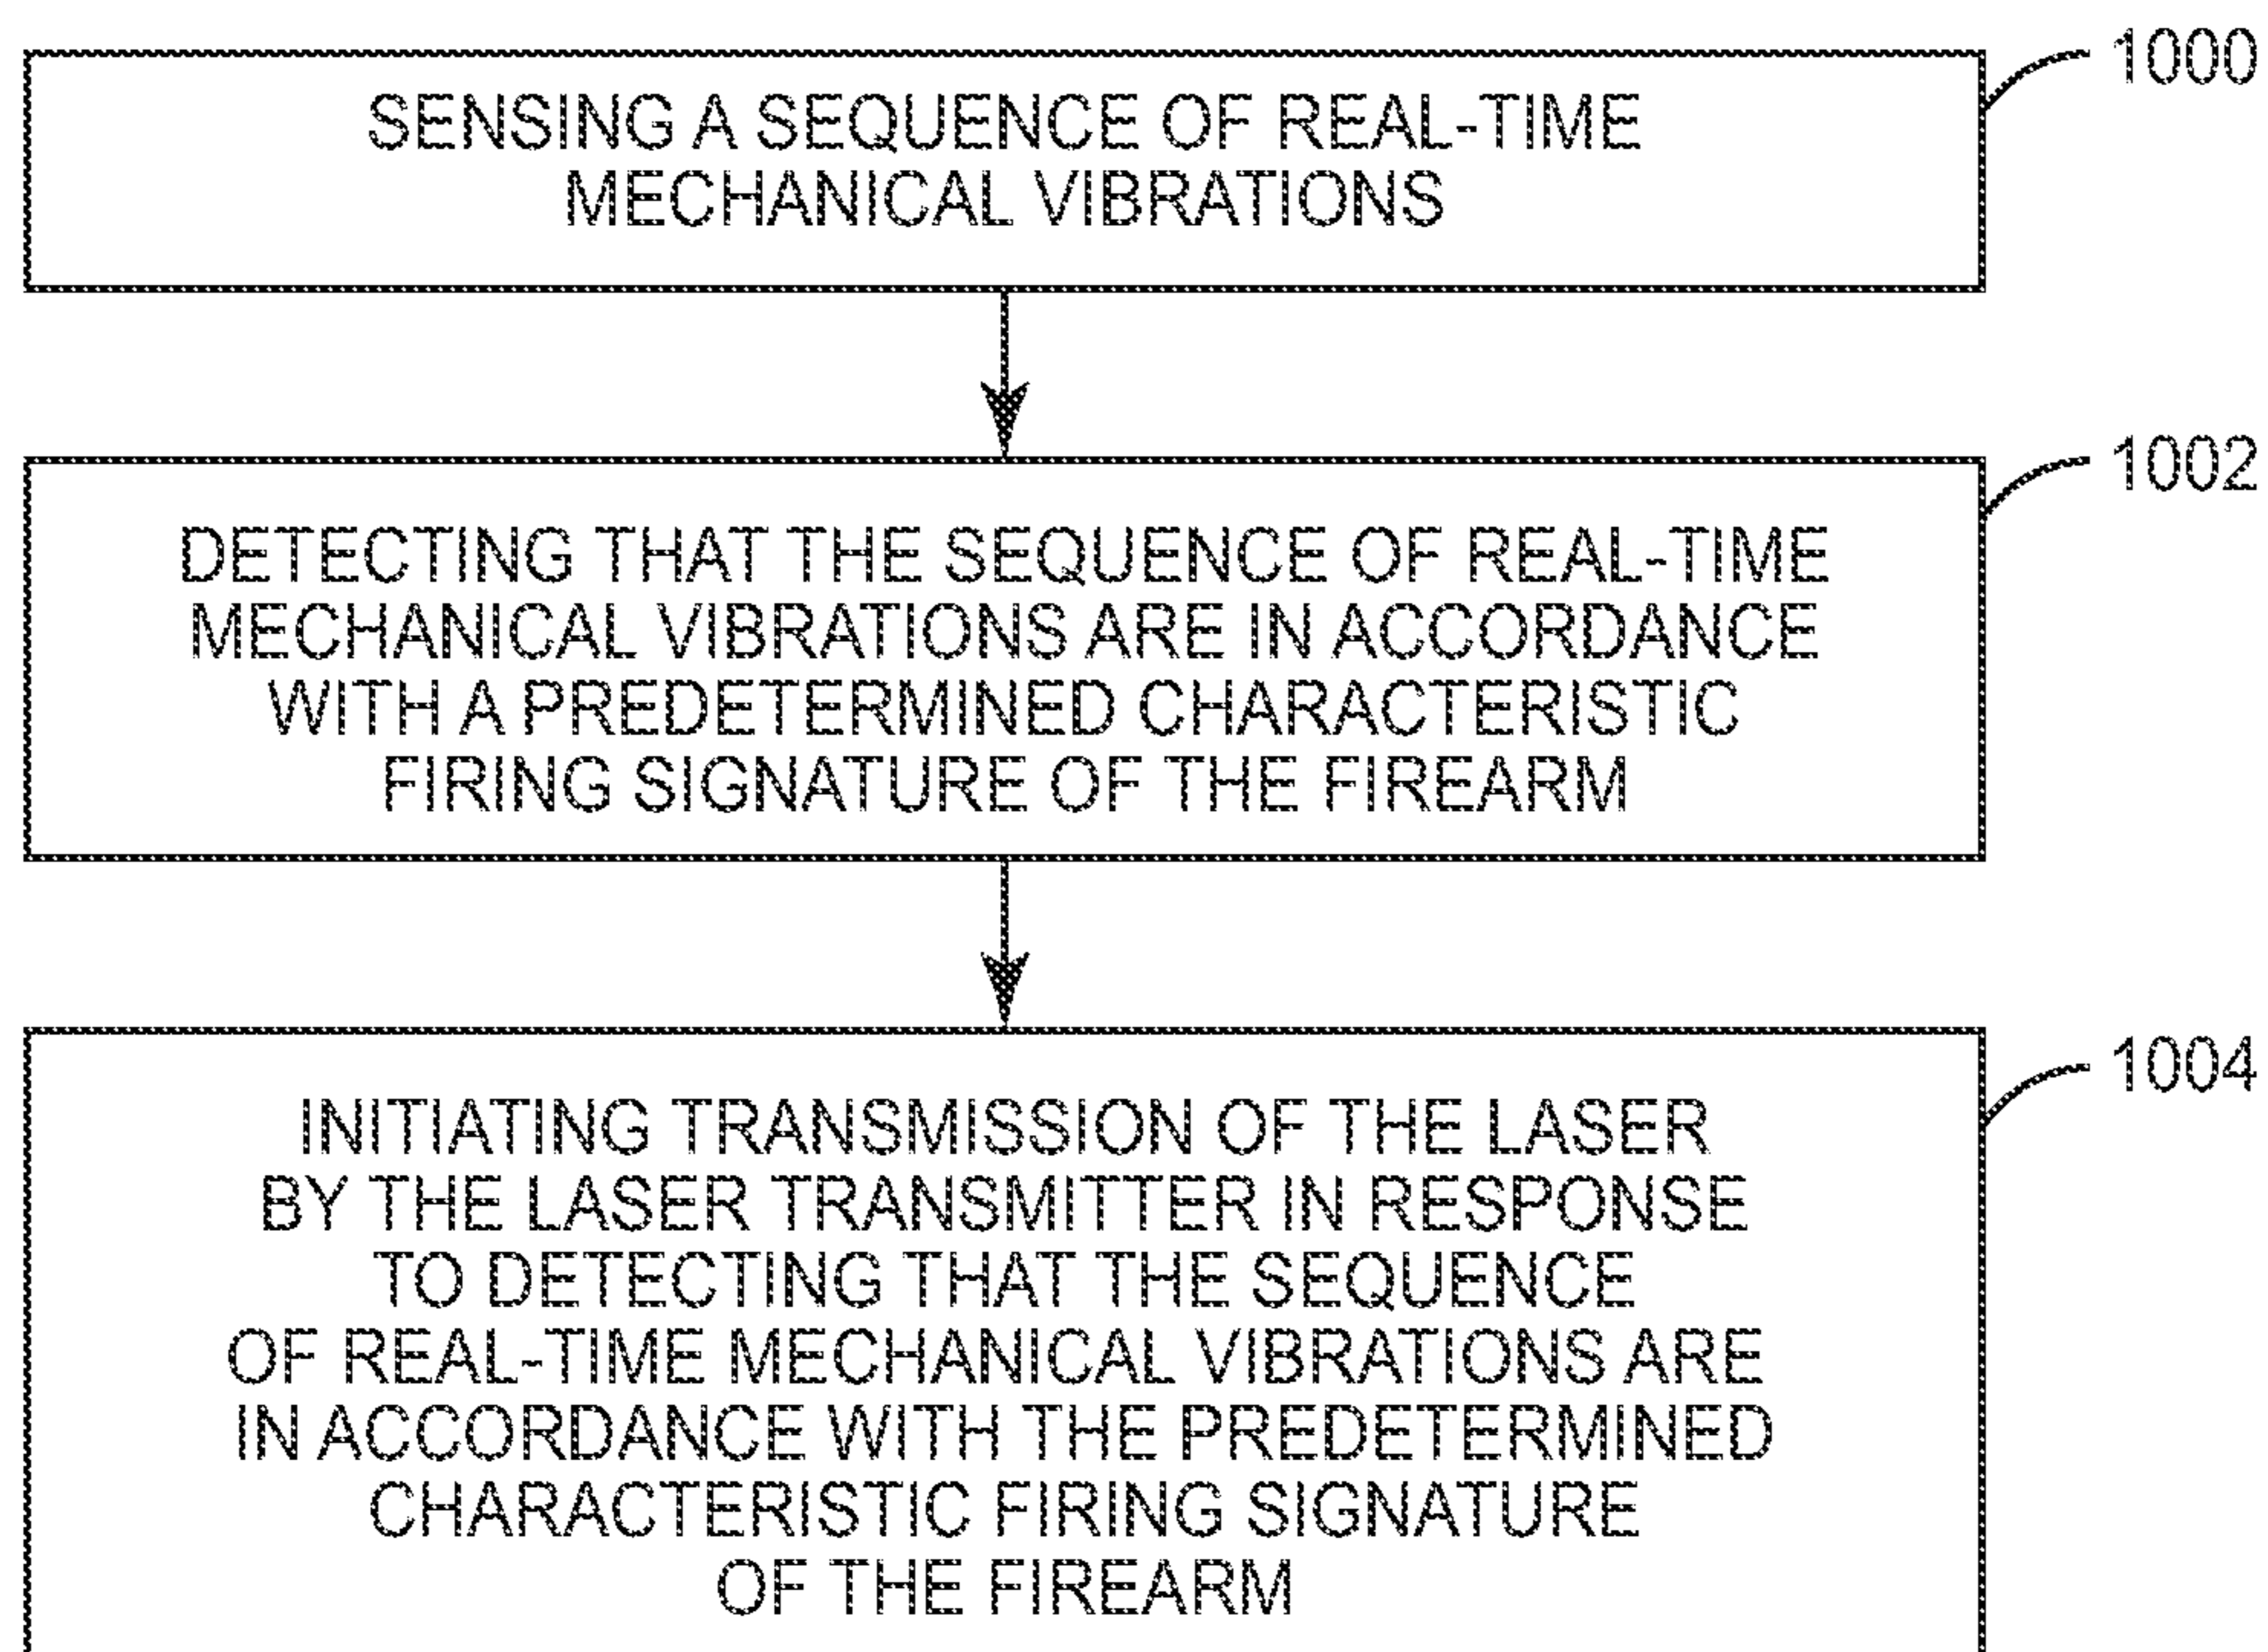 1000
SENSING A SEQUENCE OF REAL-TIME
MECHANICAL VIBRATIONS
1002
DETECTING THAT THE SEQUENCE OF REAL-TIME
MECHANICAL VIBRATIONS ARE IN ACCORDANCE
WITH A PREDETERMINED CHARACTERISTIC
FIRING SIGNATURE OF THE FIREARM
1004
INITIATING TRANSMISSION OF THE LASER
BY THE LASER TRANSMITTER IN RESPONSE
TO DETECTING THAT THE SEQUENCE
OF REAL-TIME MECHANICAL VIBRATIONS ARE
IN ACCORDANCE WITH THE PREDETERMINED
CHARACTERISTIC FIRING SIGNATURE
OF THE FIREARM